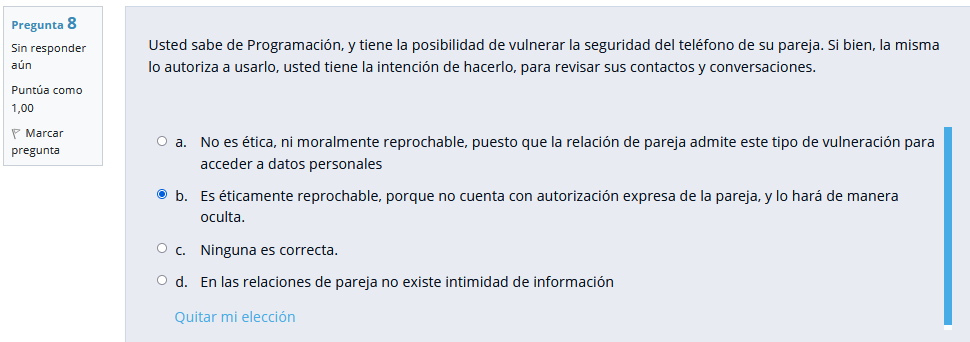 Pregunta 8
Sin responder
aún
Puntúa como
1,00
Marcar
pregunta
Usted sabe de Programación, y tiene la posibilidad de vulnerar la seguridad del teléfono de su pareja. Si bien, la misma
lo autoriza a usarlo, usted tiene la intención de hacerlo, para revisar sus contactos y conversaciones.
a. No es ética, ni moralmente reprochable, puesto que la relación de pareja admite este tipo de vulneración para
acceder a datos personales
b. Es éticamente reprochable, porque no cuenta con autorización expresa de la pareja, y lo hará de manera
oculta.
c. Ninguna es correcta.
d. En las relaciones de pareja no existe intimidad de información
Quitar mi elección